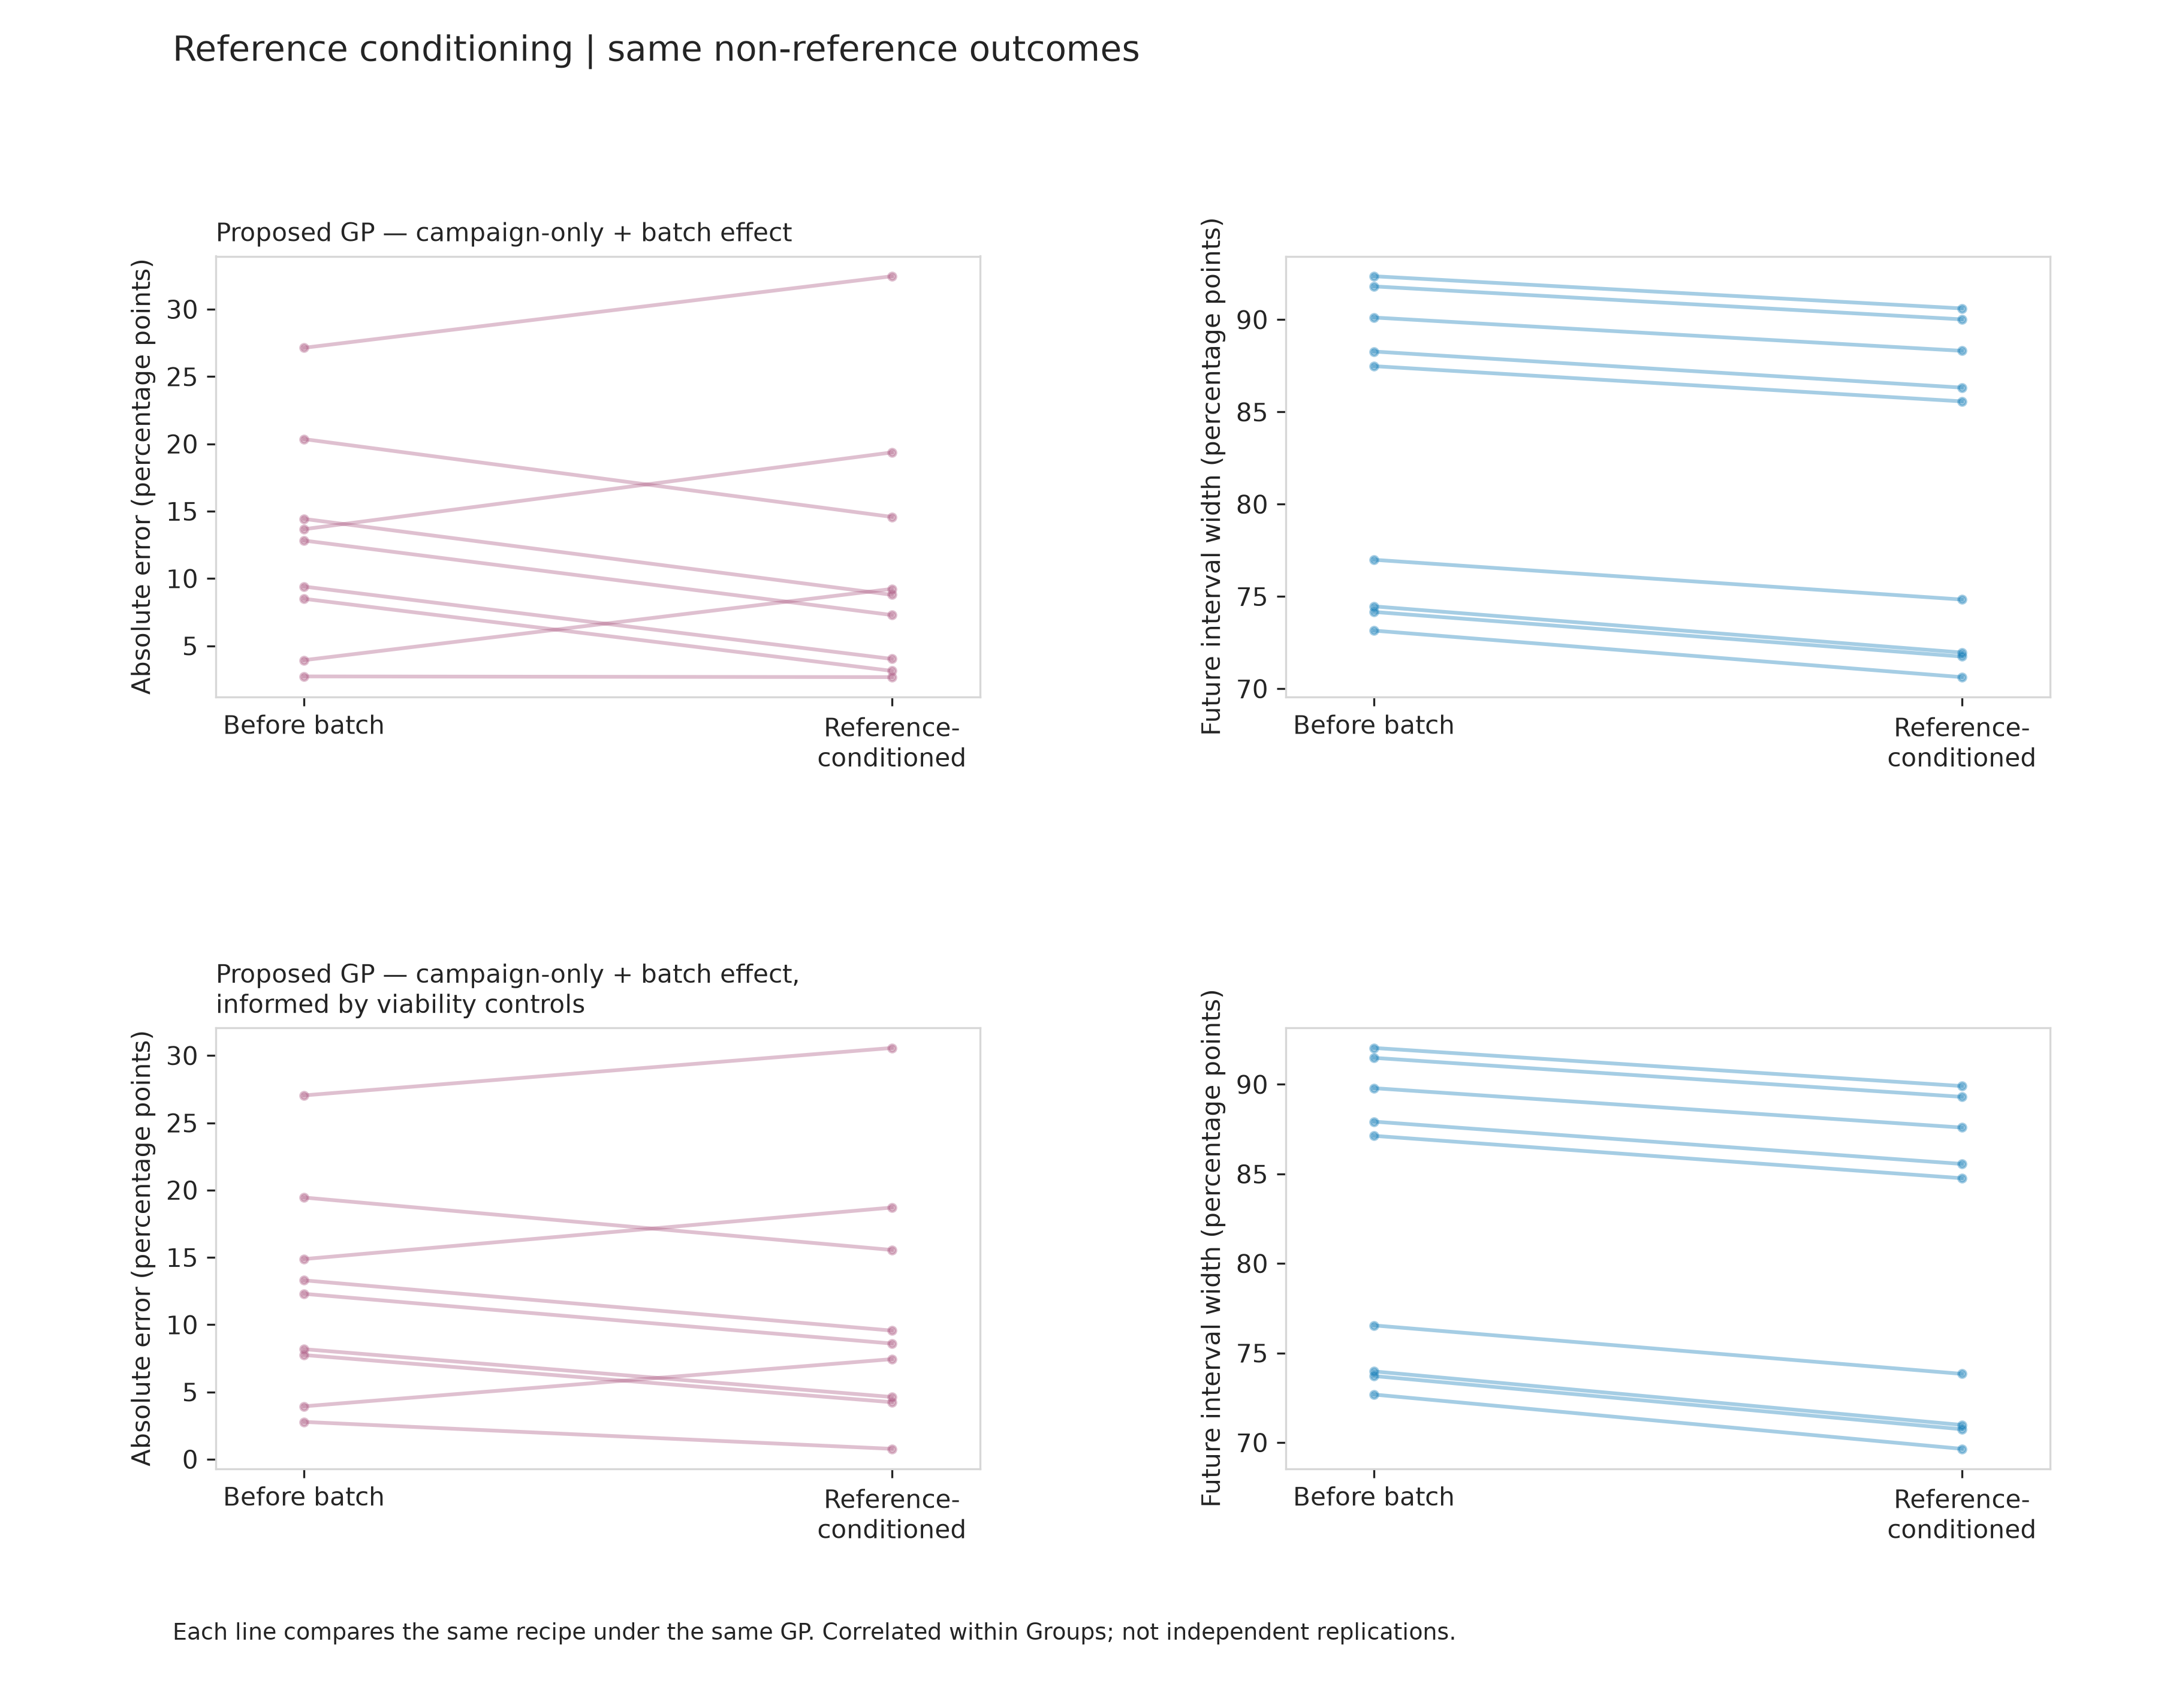 Reference conditioning | same non-reference outcomes
Proposed GP — campaign-only + batch effect
Absolute error (percentage points)
30
25
20
15
10
5
Before batch
Reference-
conditioned
Future interval width (percentage points)
90
85
80
75
70
Before batch
Reference-
conditioned
Proposed GP — campaign-only + batch effect,
informed by viability controls
Absolute error (percentage points)
30
25
20
15
10
5
0
Before batch
Reference-
conditioned
Future interval width (percentage points)
90
85
80
75
70
Before batch
Reference-
conditioned
Each line compares the same recipe under the same GP. Correlated within Groups; not independent replications.